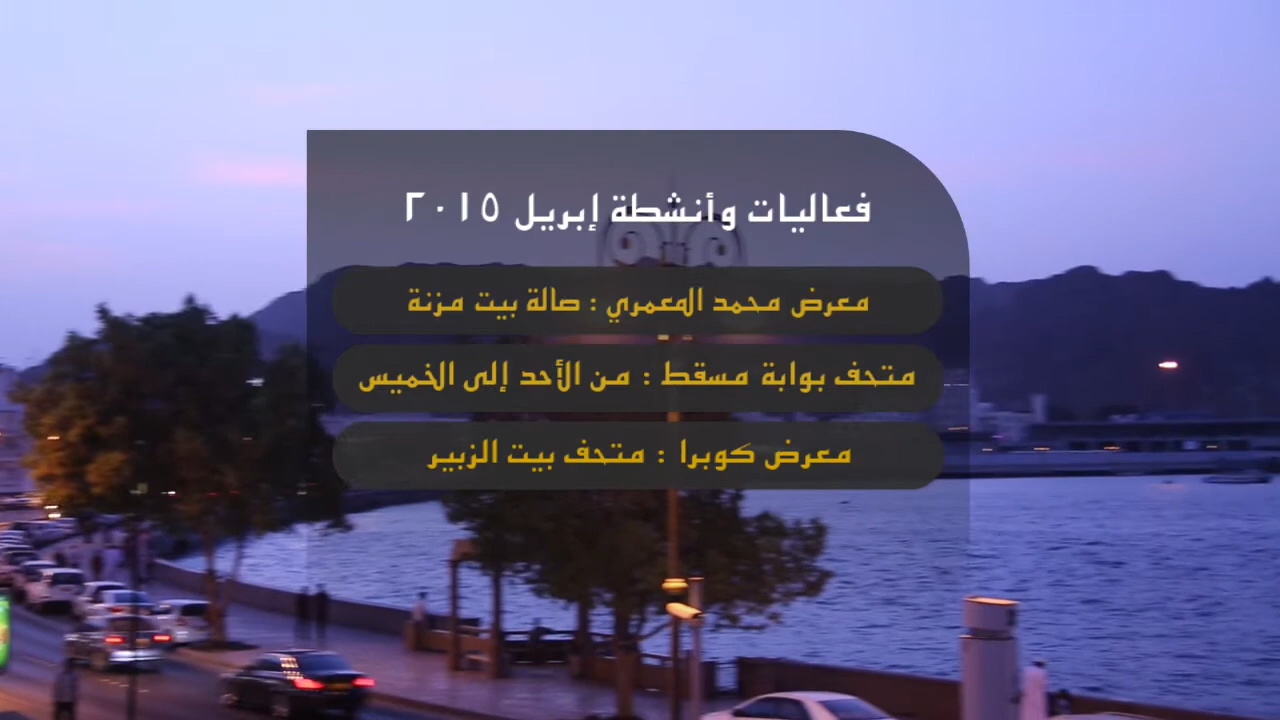 فعاليات وأنشطة إبريل ٢٠١٥
معرض محمد المعمري : صالة بيت مزنة
متحف بوابة مسقط : من الأحد إلى الخميس
معرض كوبرا : متحف بيت الزبير